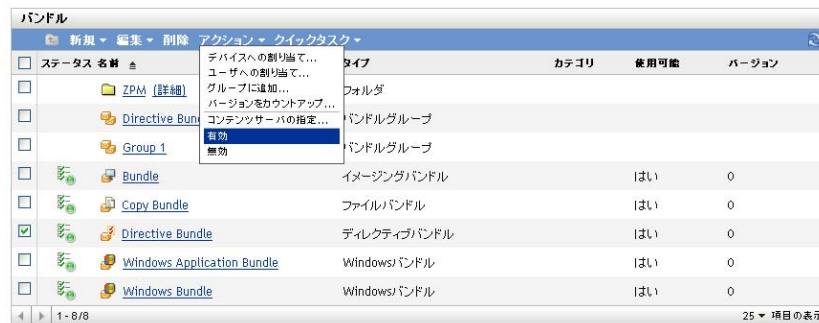 バンドル
新規 編集 削除 アクション クイックタスク
ステータス 名前 タイプ カテゴリ 使用可能 バージョン
デバイスへの割り当て...
ユーザへの割り当て...
グループに追加...
バージョンをカウントアップ...
コンテンツサーバの指定...
有効
無効
ZPM (詳細) フォルダ
Directive Bun バンドルグループ
Group 1 バンドルグループ
Bundle イメージングバンドル はい 0
Copy Bundle ファイルバンドル はい 0
Directive Bundle ディレクティブバンドル はい 0
Windows Application Bundle Windowsバンドル はい 0
Windows Bundle Windowsバンドル はい 0
1 - 8/8 25 項目の表示